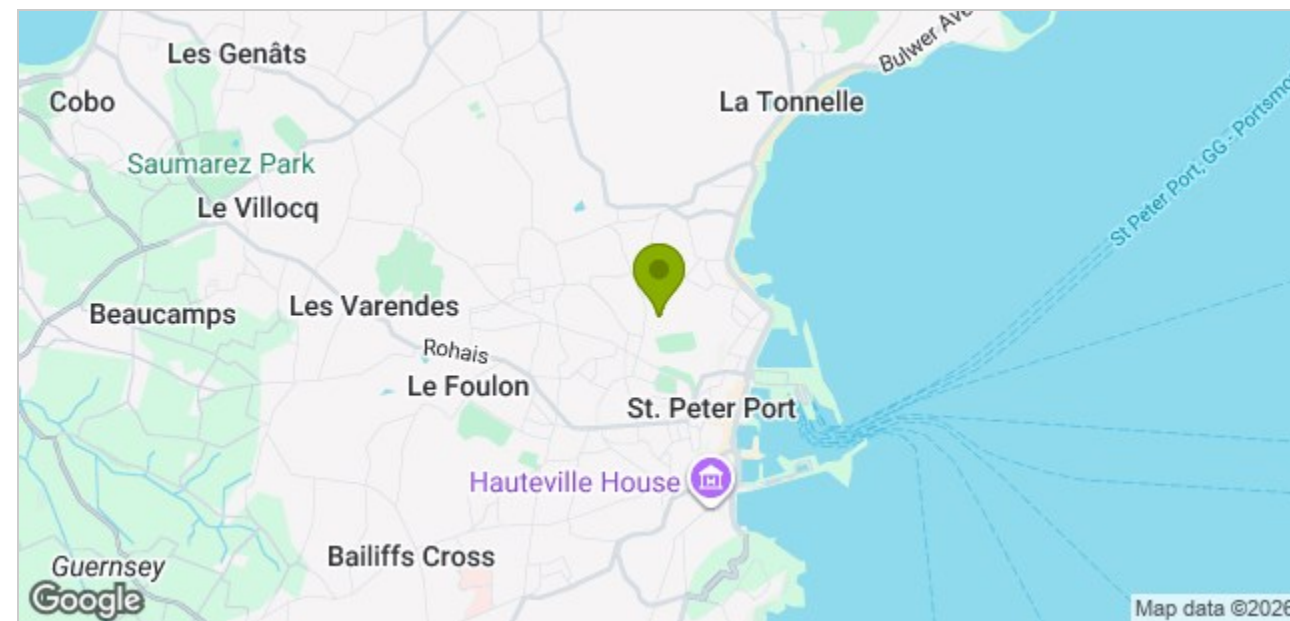 Bulwer Ave
Les Genâts
Cobo
La Tonnelle
St Peter Port, GG - Portsmo
Saumarez Park
Le Villocq
Beaucamps
Les Varendes
Rohais
Le Foulon
St. Peter Port
Hauteville House
Bailiffs Cross
Guernsey
Google
Map data ©2026